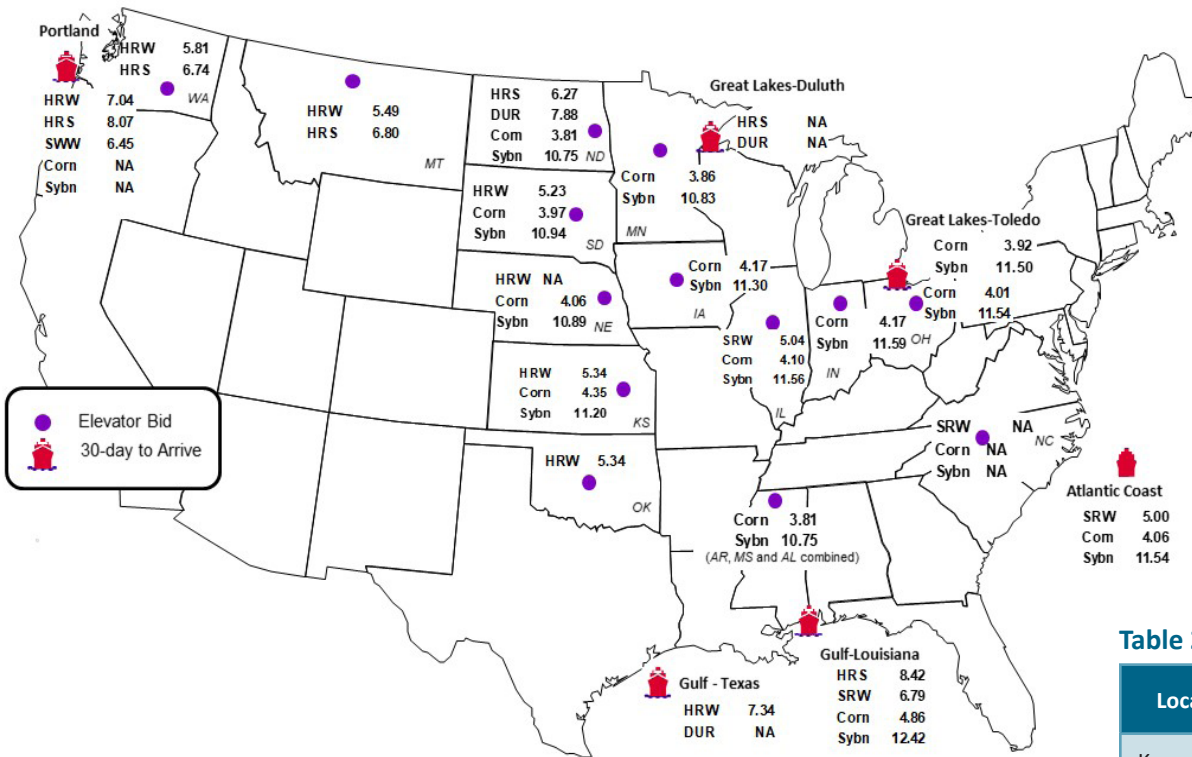 Portland
HRW 5.81
HRS 6.74
WA
HRW 7.04
HRS 8.07
SWW 6.45
Corn NA
Sybn NA
HRW 5.49
HRS 6.80
MT
HRS 6.27
DUR 7.88
Corn 3.81
Sybn 10.75 ND
Great Lakes-Duluth
HRS NA
DUR NA
Corn 3.86
Sybn 10.83
MN
HRW 5.23
Corn 3.97
Sybn 10.94 SD
Great Lakes-Toledo
Corn 3.92
Sybn 11.50
Corn 4.01
Sybn 11.54
OH
HRW NA
Corn 4.06
Sybn 10.89 NE
Corn 4.17
Sybn 11.30
IA
SRW 5.04
Corn 4.10
Sybn 11.56
IL
Corn 4.17
Sybn 11.59
IN
HRW 5.34
Corn 4.35
Sybn 11.20
KS
Elevator Bid
30-day to Arrive
HRW 5.34
OK
SRW NA
Corn NA
Sybn NA
NC
Atlantic Coast
SRW 5.00
Corn 4.06
Sybn 11.54
Corn 3.81
Sybn 10.75
(AR, MS and AL combined)
Gulf - Texas
HRW 7.34
DUR NA
Gulf-Louisiana
HRS 8.42
SRW 6.79
Corn 4.86
Sybn 12.42
Table
Loca